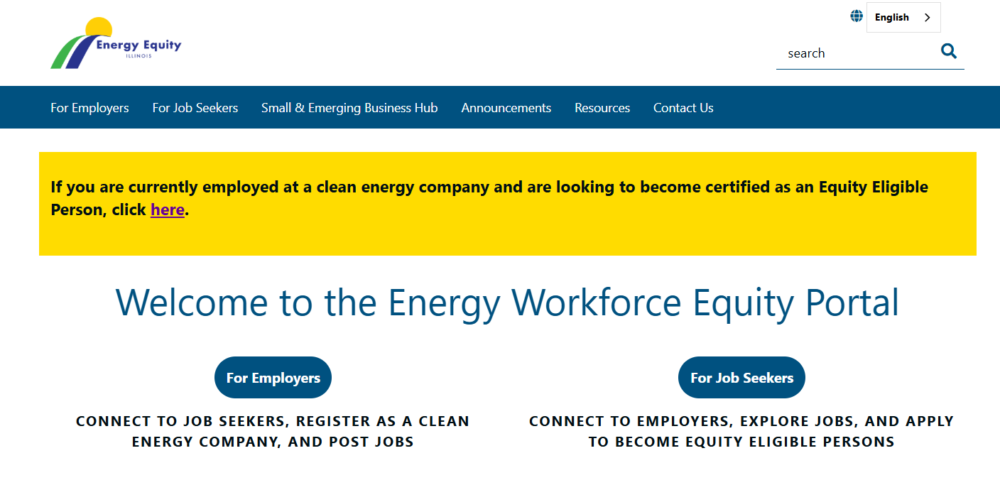 Energy Equity
ILLINOIS
English
search
For Employers
For Job Seekers
Small & Emerging Business Hub
Announcements
Resources
Contact Us
If you are currently employed at a clean energy company and are looking to become certified as an Equity Eligible
Person, click here.
Welcome to the Energy Workforce Equity Portal
For Employers
CONNECT TO JOB SEEKERS, REGISTER AS A CLEAN
ENERGY COMPANY, AND POST JOBS
For Job Seekers
CONNECT TO EMPLOYERS, EXPLORE JOBS, AND APPLY
TO BECOME EQUITY ELIGIBLE PERSONS